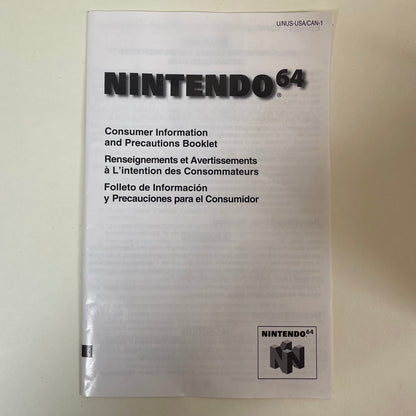 U/NUS-USA/CAN-1
NINTENDO64®
Consumer Information
and Precautions Booklet
Renseignements et Avertissements
à L'intention des Consommateurs
Folleto de Información
y Precauciones para el Consumidor
NINTENDO64